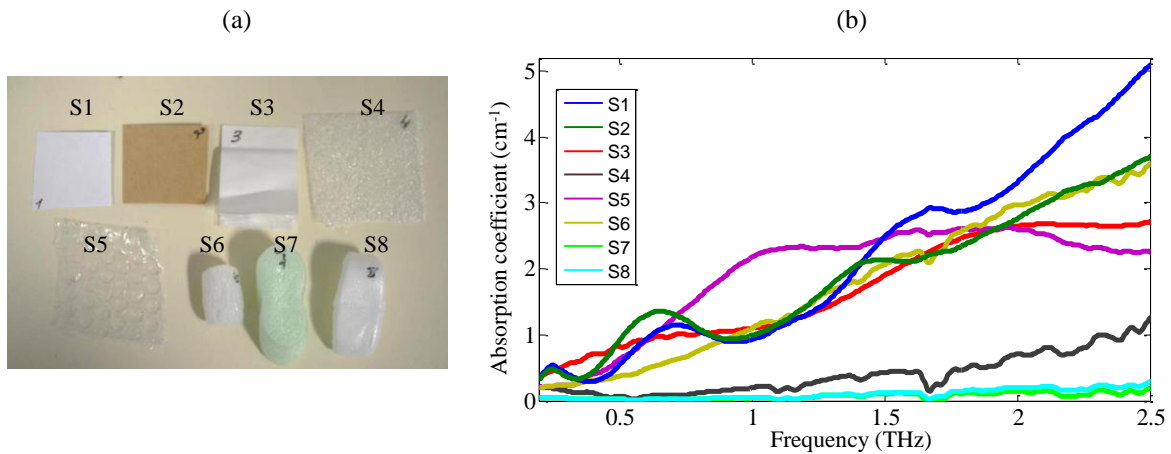 (a)
S1 S2 S3 S4
1
3
4
S5 S6 S7 S8
(b)
Absorption coefficient (cm-1)
5
4
3
2
1
0
S1
S2
S3
S4
S5
S6
S7
S8
0.5 1 1.5 2 2.5
Frequency (THz)